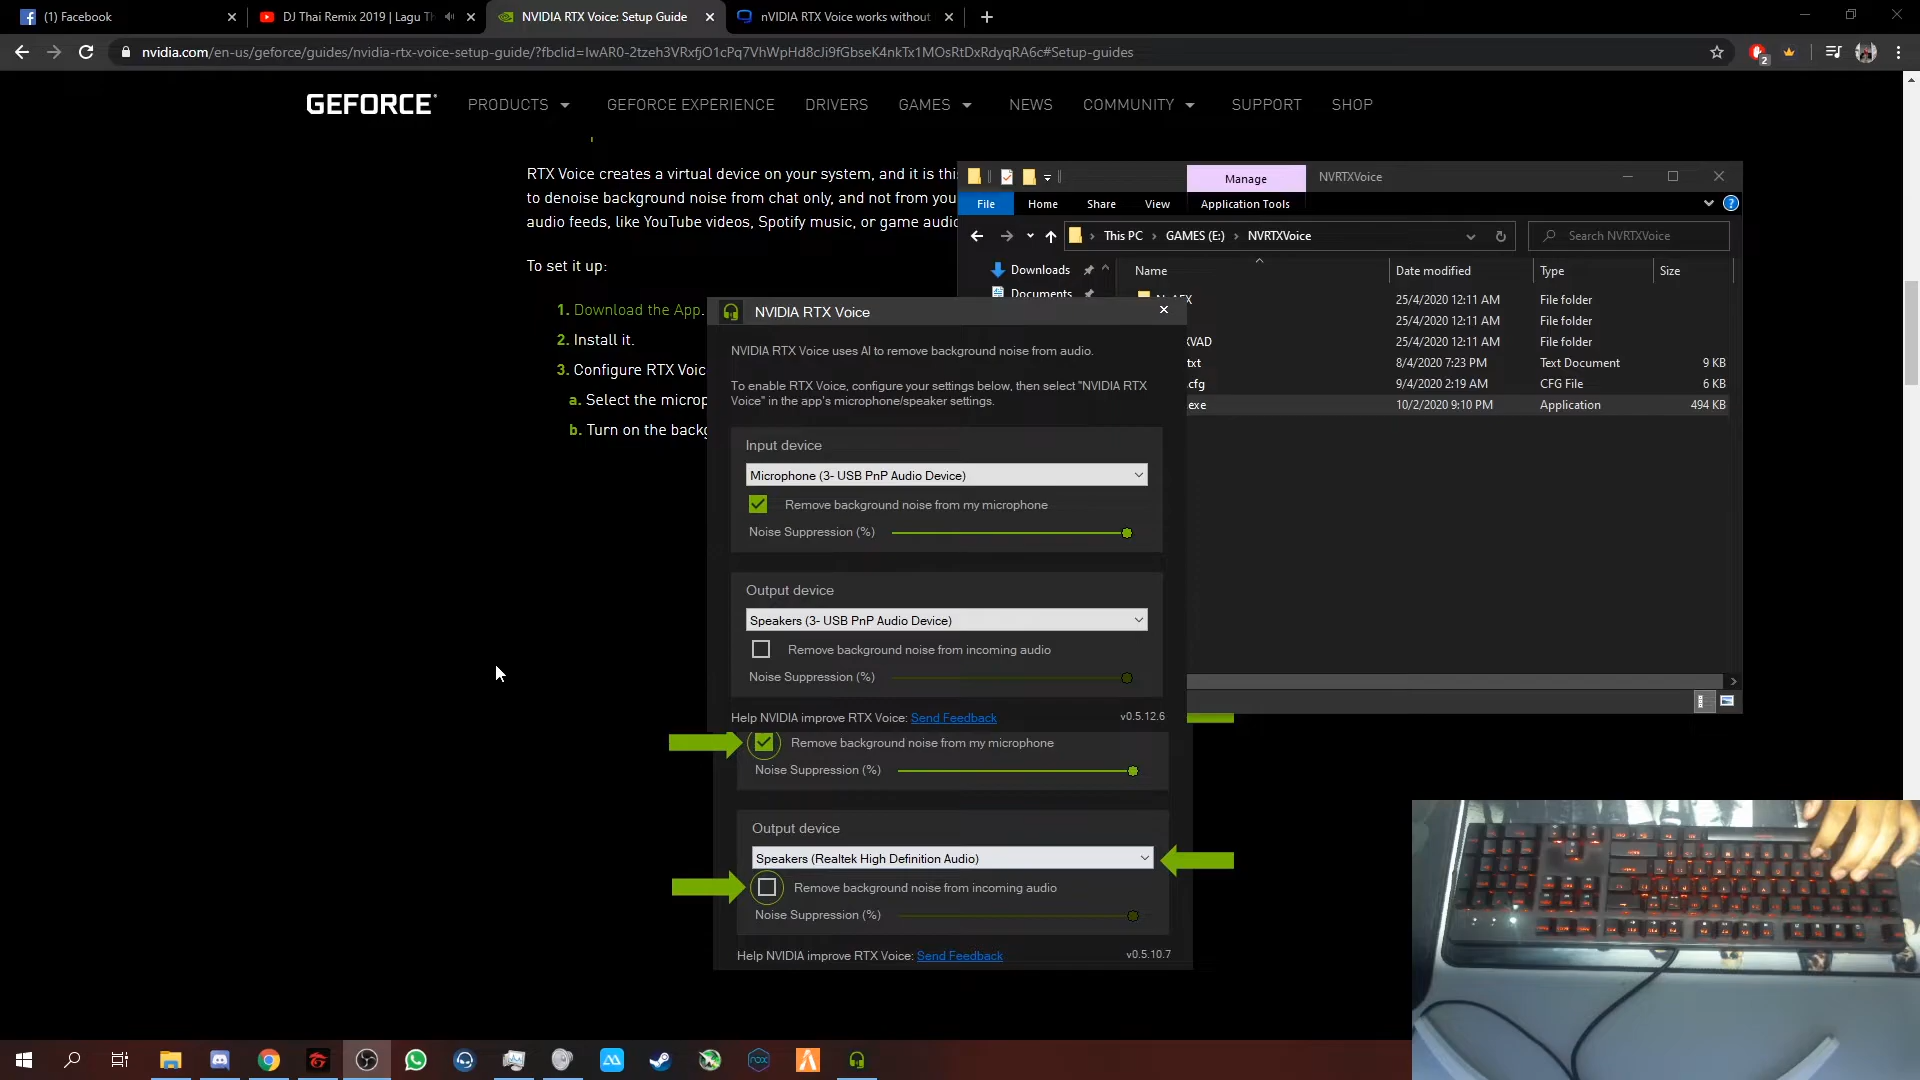 (1) Facebook
DJ Thai Remix 2019 | Lagu Th
NVIDIA RTX Voice: Setup Guide
nVIDIA RTX Voice works without
nvidia.com/en-us/geforce/guides/nvidia-rtx-voice-setup-guide/?fbclid=IwAR0-2tzeh3VRxfjO1cPq7VhWpHd8cJi9fGbseK4nkTx1MOsRtDxRdyqRA6c#Setup-guides
2
GEFORCE
PRODUCTS
GEFORCE EXPERIENCE
DRIVERS
GAMES
NEWS
COMMUNITY
SUPPORT
SHOP
RTX Voice creates a virtual device on your system, and it is this
to denoise background noise from chat only, and not from you
audio feeds, like YouTube videos, Spotify music, or game audio
To set it up:
1. Download the App.
2. Install it.
3. Configure RTX Voic
a. Select the microp
b. Turn on the backg
Manage
NVRTXVoice
File
Home
Share
View
Application Tools
This PC
GAMES (E:)
NVRTXVoice
Search NVRTXVoice
Downloads
Documents
Name
Date modified
Type
Size
25/4/2020 12:11 AM
File folder
25/4/2020 12:11 AM
File folder
XVAD
25/4/2020 12:11 AM
File folder
txt
8/4/2020 7:23 PM
Text Document
9 KB
.cfg
9/4/2020 2:19 AM
CFG File
6 KB
exe
10/2/2020 9:10 PM
Application
494 KB
NVIDIA RTX Voice
NVIDIA RTX Voice uses AI to remove background noise from audio.
To enable RTX Voice, configure your settings below, then select "NVIDIA RTX
Voice" in the app's microphone/speaker settings.
Input device
Microphone (3- USB PnP Audio Device)
Remove background noise from my microphone
Noise Suppression (%)
Output device
Speakers (3- USB PnP Audio Device)
Remove background noise from incoming audio
Noise Suppression (%)
Help NVIDIA improve RTX Voice: Send Feedback
v0.5.12.6
Remove background noise from my microphone
Noise Suppression (%)
Output device
Speakers (Realtek High Definition Audio)
Remove background noise from incoming audio
Noise Suppression (%)
Help NVIDIA improve RTX Voice: Send Feedback
v0.5.10.7